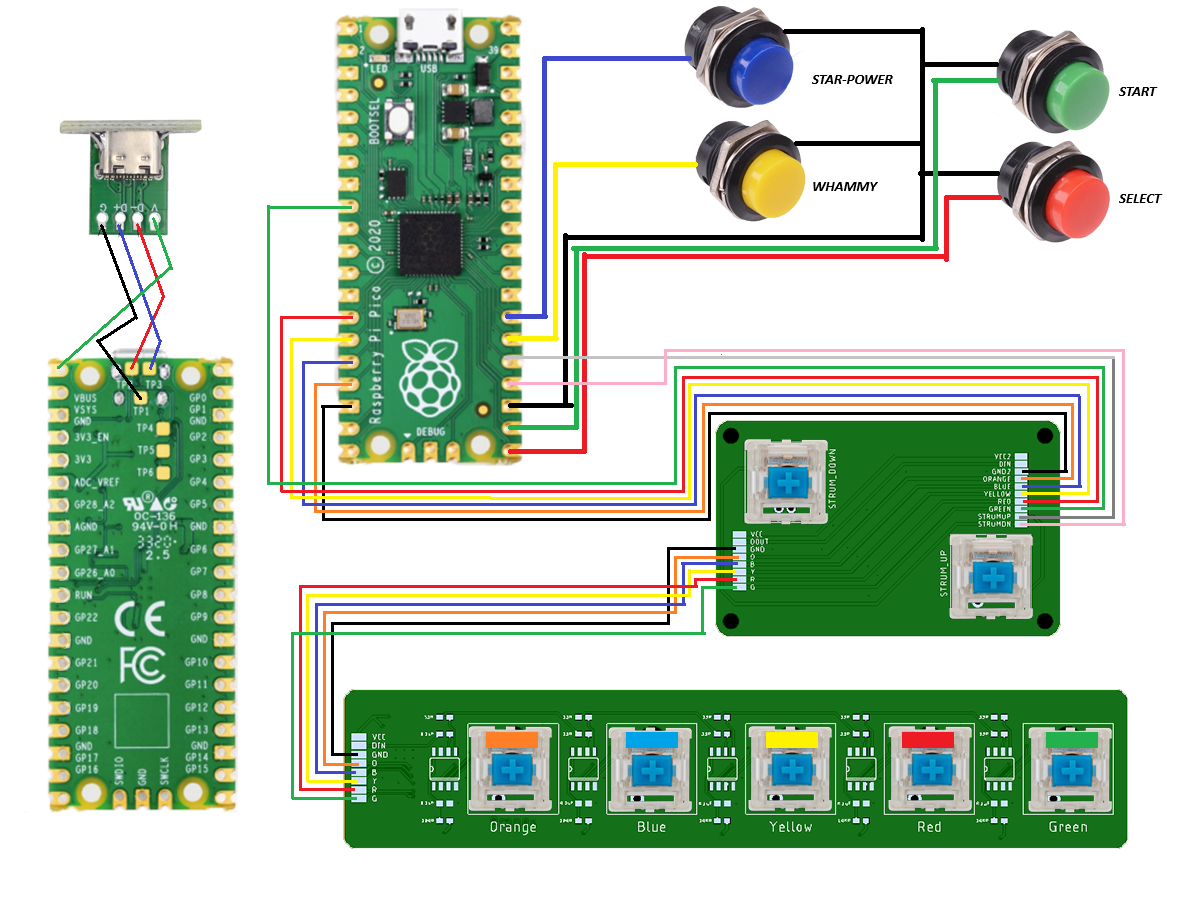 1
2
39
LED
USB
BOOTSEL
Raspberry Pi Pico © 2020
DEBUG
STAR-POWER
START
WHAMMY
SELECT
G D+ D- V
TP3
TP1
TP4
TP5
TP6
VBUS
VSYS
GND
3V3_EN
3V3
ADC_VREF
GP28_A2
AGND
GP27_A1
GP26_A0
RUN
GP22
GND
GP21
GP20
GP19
GP18
GND
GP17
GP16
GP0
GP1
GND
GP2
GP3
GP4
GP5
GND
GP6
GP7
GP8
GP9
GND
GP10
GP11
GP12
GP13
GND
GP14
GP15
OC-136
94V-0H
3320
2.5
CE
FC
SWDIO
GND
SWCLK
STRUM_DOWN
VCC2
DIN
GND2
ORANGE
BLUE
YELLOW
RED
GREEN
STRUMUP
STRUMDN
VCC
DOUT
GND
O
B
Y
R
G
STRUM_UP
VCC
DIN
GND
O
B
Y
R
G
Orange
Blue
Yellow
Red
Green